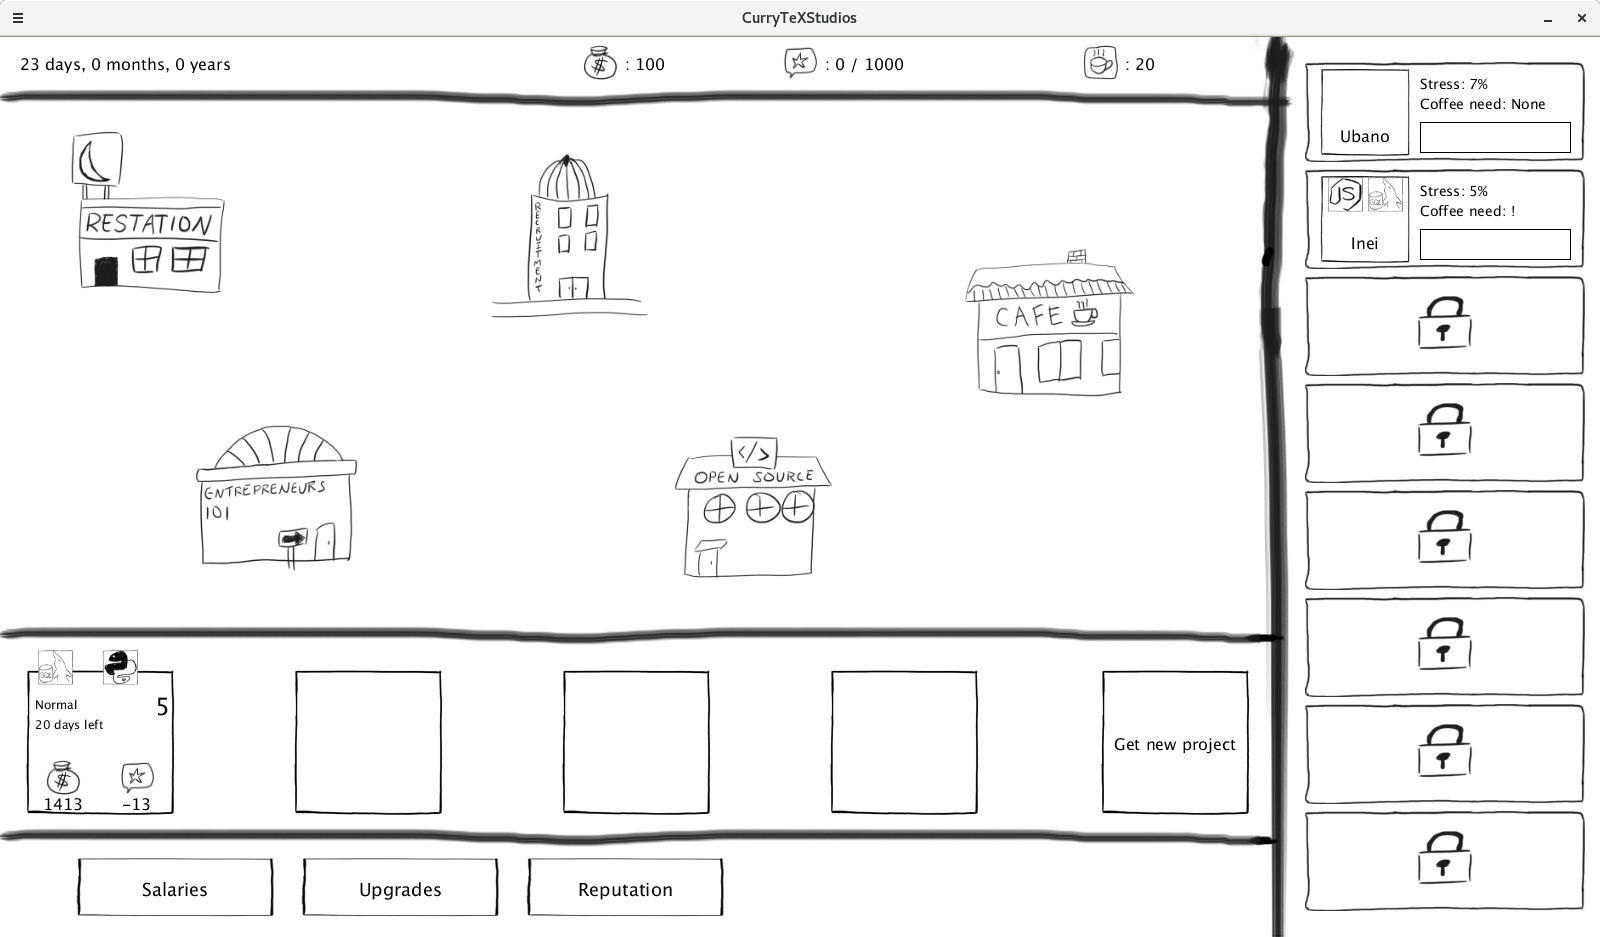 CurryTeXStudios
23 days, 0 months, 0 years
: 100
: 0 / 1000
: 20
RESTATION
RECRUITMENT
CAFE
ENTREPRENEURS
101
</>
OPEN SOURCE
SQL
Normal
5
20 days left
$
1413
-13
Get new project
Salaries
Upgrades
Reputation
Stress: 7%
Coffee need: None
Ubano
JS
SQL
Stress: 5%
Coffee need: !
Inei